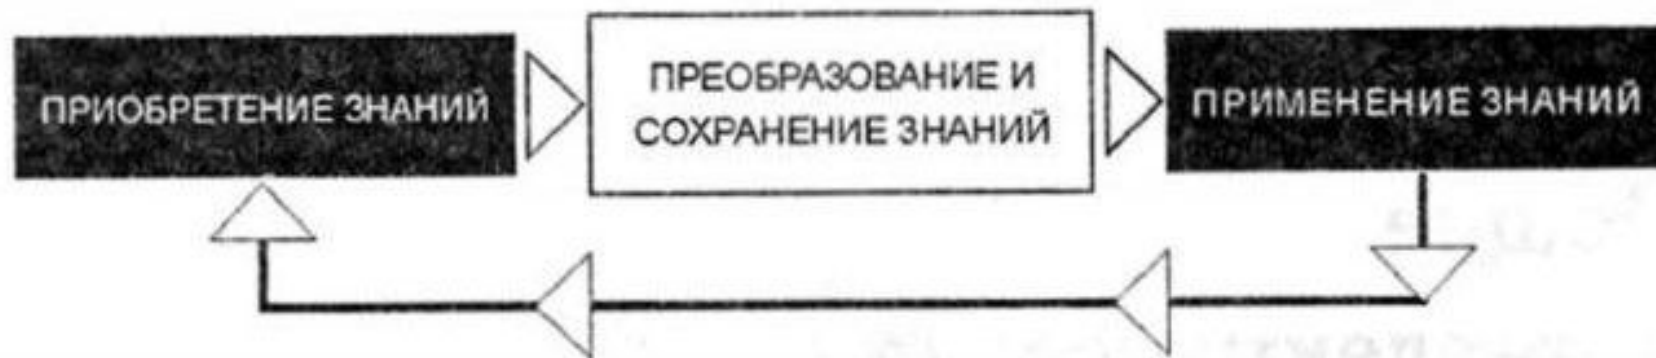 ПРИОБРЕТЕНИЕ ЗНАНИЙ
ПРЕОБРАЗОВАНИЕ И
СОХРАНЕНИЕ ЗНАНИЙ
ПРИМЕНЕНИЕ ЗНАНИЙ